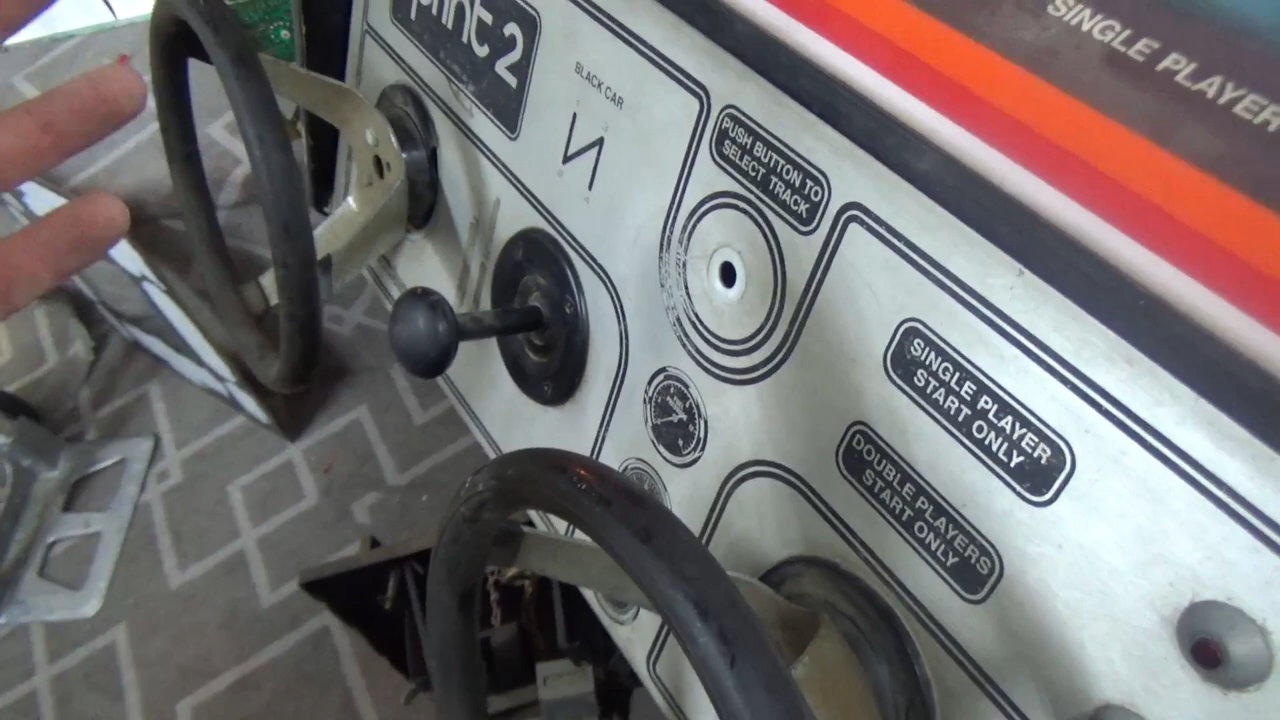 print 2
BLACK CAR
PUSH BUTTON TO
SELECT TRACK
SINGLE PLAYER
SINGLE PLAYER
START ONLY
DOUBLE PLAYERS
START ONLY